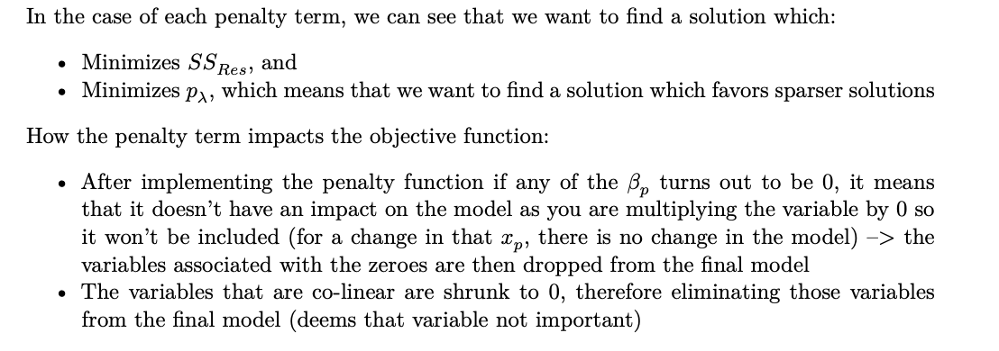 In the case of each penalty term, we can see that we want to find a solution which:
• Minimizes $SS_{Res}$, and
• Minimizes $p_\lambda$, which means that we want to find a solution which favors sparser solutions
How the penalty term impacts the objective function:
• After implementing the penalty function if any of the $\beta_p$ turns out to be 0, it means
that it doesn't have an impact on the model as you are multiplying the variable by 0 so
it won't be included (for a change in that $x_p$, there is no change in the model) –> the
variables associated with the zeroes are then dropped from the final model
• The variables that are co-linear are shrunk to 0, therefore eliminating those variables
from the final model (deems that variable not important)